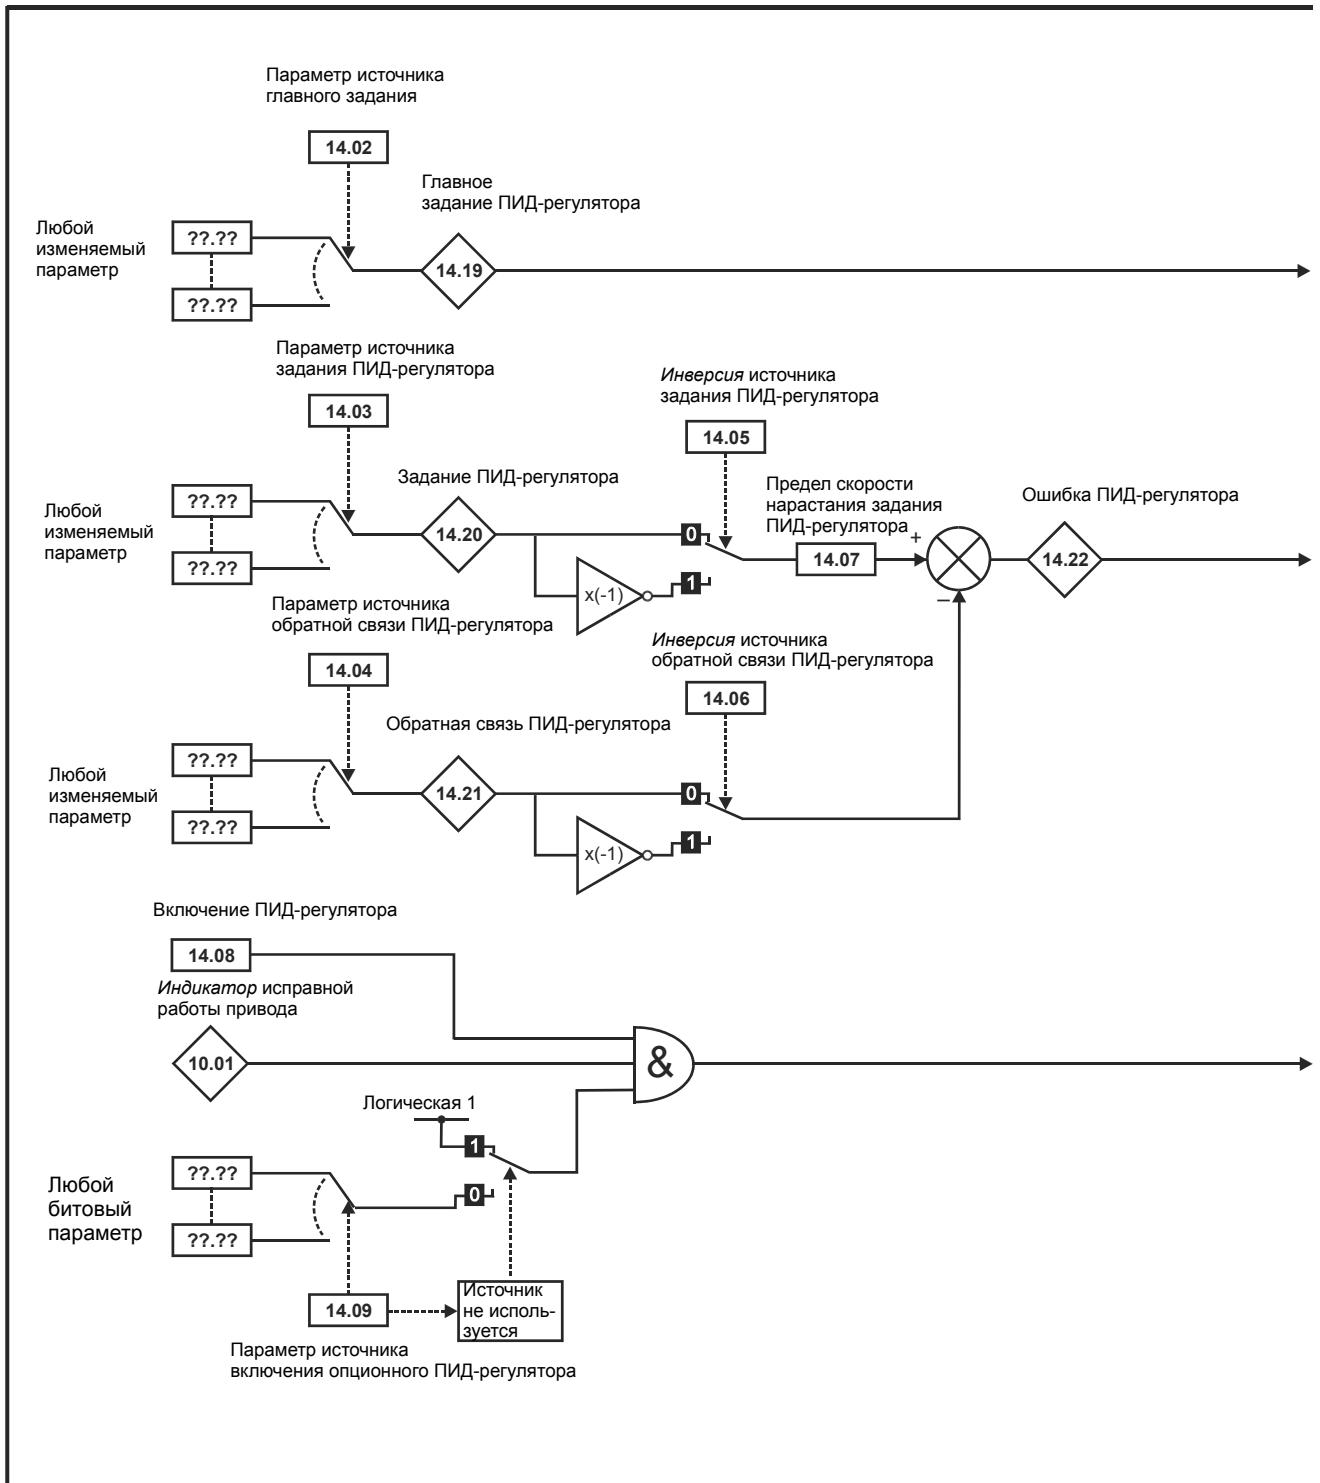 Параметр источника
главного задания
14.02
Главное
задание ПИД-регулятора
Любой
изменяемый
параметр
??.??
??.??
14.19
Параметр источника
задания ПИД-регулятора
14.03
Инверсия источника
задания ПИД-регулятора
14.05
Задание ПИД-регулятора
Предел скорости
нарастания задания
ПИД-регулятора
Ошибка ПИД-регулятора
Любой
изменяемый
параметр
??.??
??.??
14.20
0
1
x(-1)
14.07
+
–
14.22
Параметр источника
обратной связи ПИД-регулятора
14.04
Инверсия источника
обратной связи ПИД-регулятора
14.06
Обратная связь ПИД-регулятора
Любой
изменяемый
параметр
??.??
??.??
14.21
0
1
x(-1)
Включение ПИД-регулятора
14.08
Индикатор исправной
работы привода
10.01
&
Логическая 1
1
0
Любой
битовый
параметр
??.??
??.??
14.09
Источник
не исполь-
зуется
Параметр источника
включения опционного ПИД-регулятора